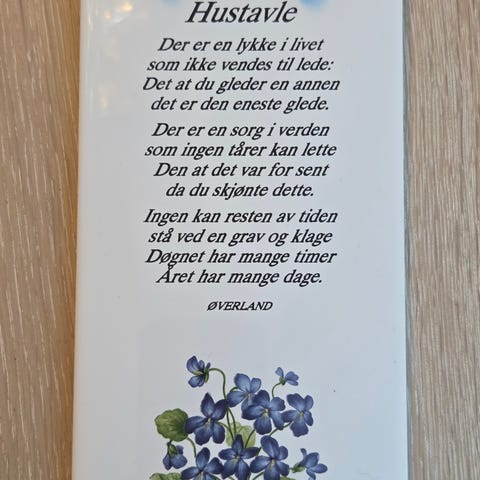 Hustavle
Der er en lykke i livet
som ikke vendes til lede:
Det at du gleder en annen
det er den eneste glede.
Der er en sorg i verden
som ingen tårer kan lette
Den at det var for sent
da du skjønte dette.
Ingen kan resten av tiden
stå ved en grav og klage
Døgnet har mange timer
Året har mange dage.
ØVERLAND